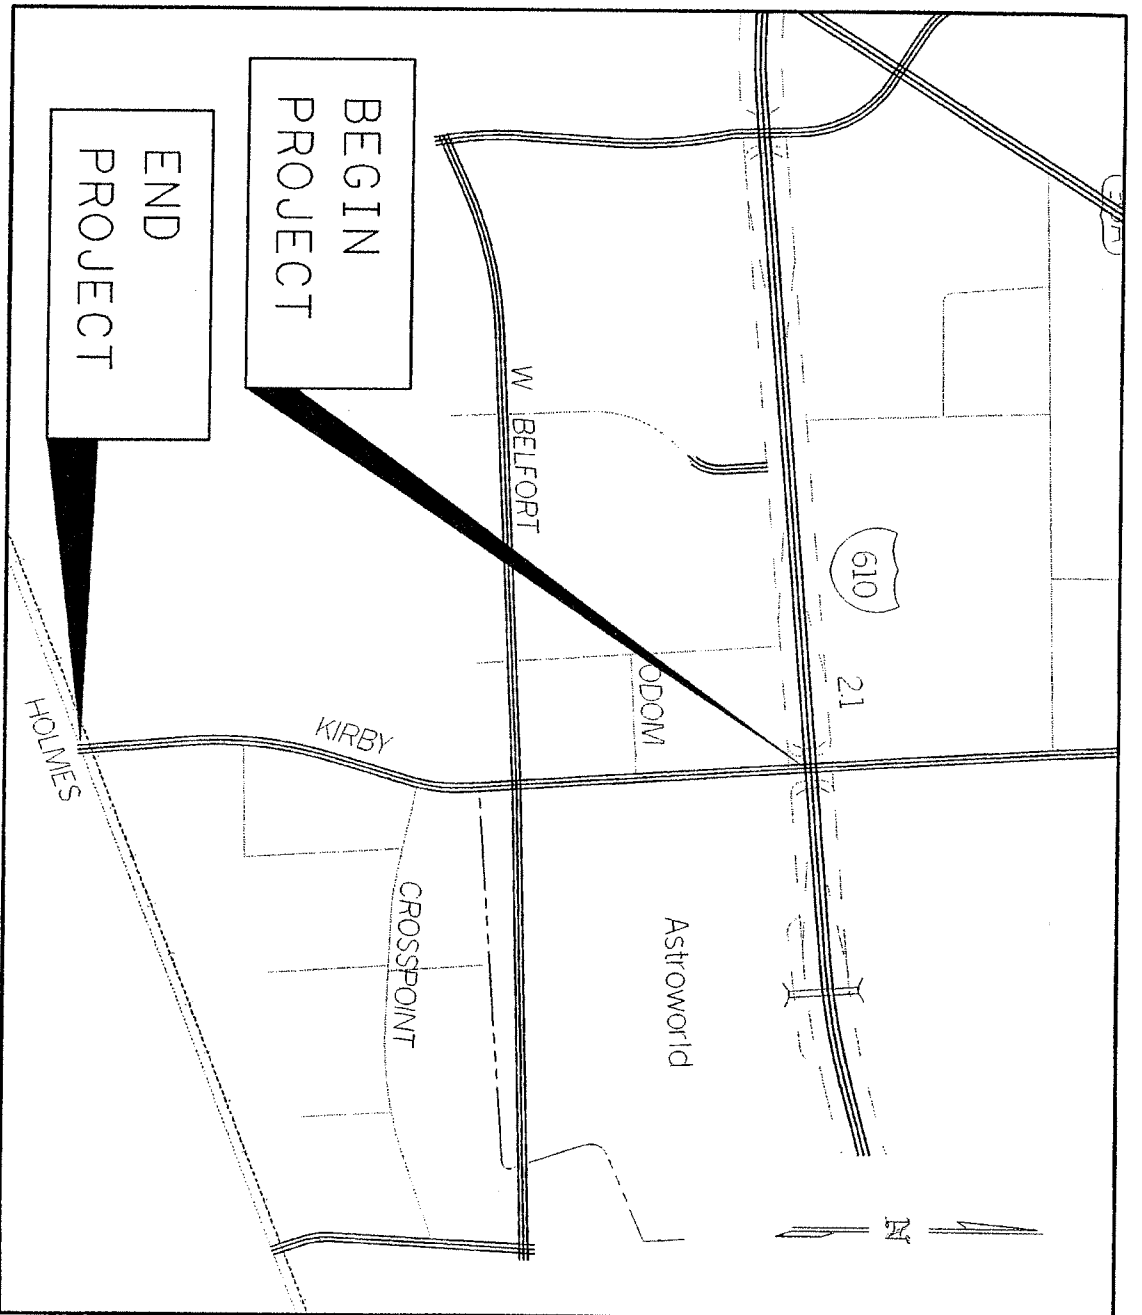 BEGIN
PROJECT
END
PROJECT
W BELFORT
610
21
ODOM
KIRBY
HOLMES
CROSSPOINT
Astroworld
N